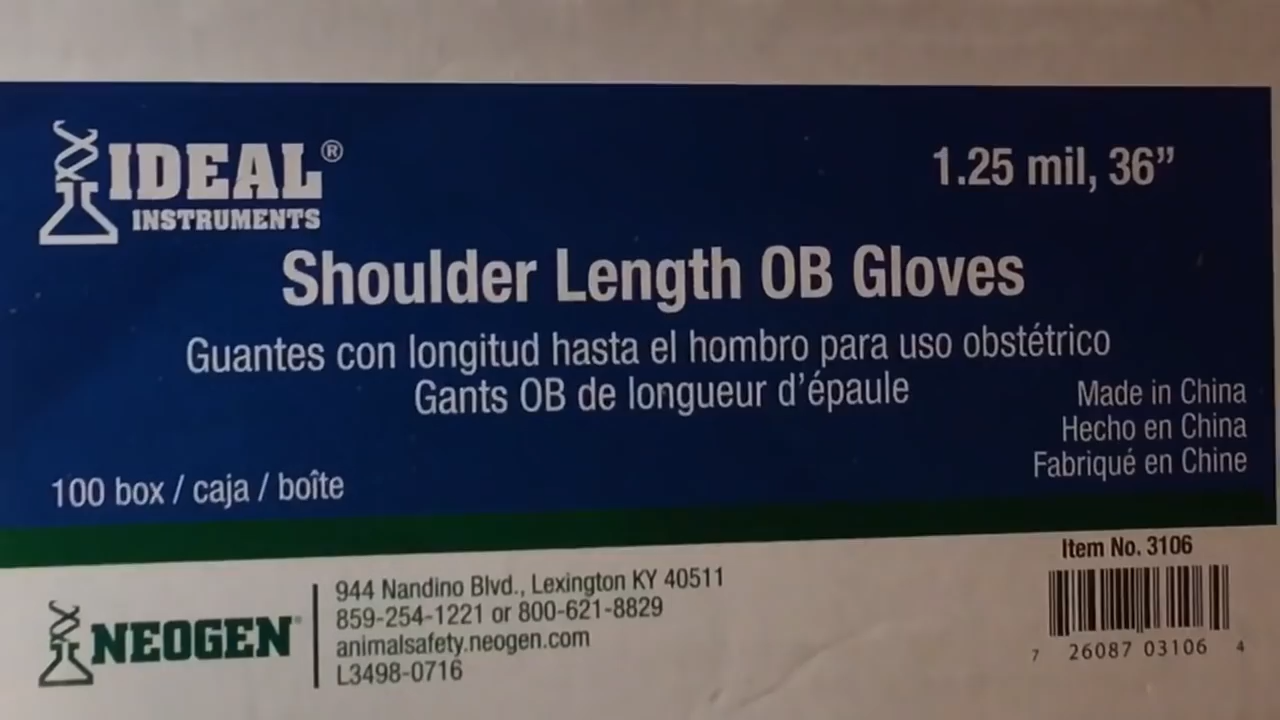 IDEAL®
INSTRUMENTS
1.25 mil, 36”
Shoulder Length OB Gloves
Guantes con longitud hasta el hombro para uso obstétrico
Gants OB de longueur d’épaule
Made in China
Hecho en China
Fabriqué en Chine
100 box / caja / boîte
Item No. 3106
NEOGEN®
944 Nandino Blvd., Lexington KY 40511
859-254-1221 or 800-621-8829
animalsafety.neogen.com
L3498-0716
7 26087 03106 4